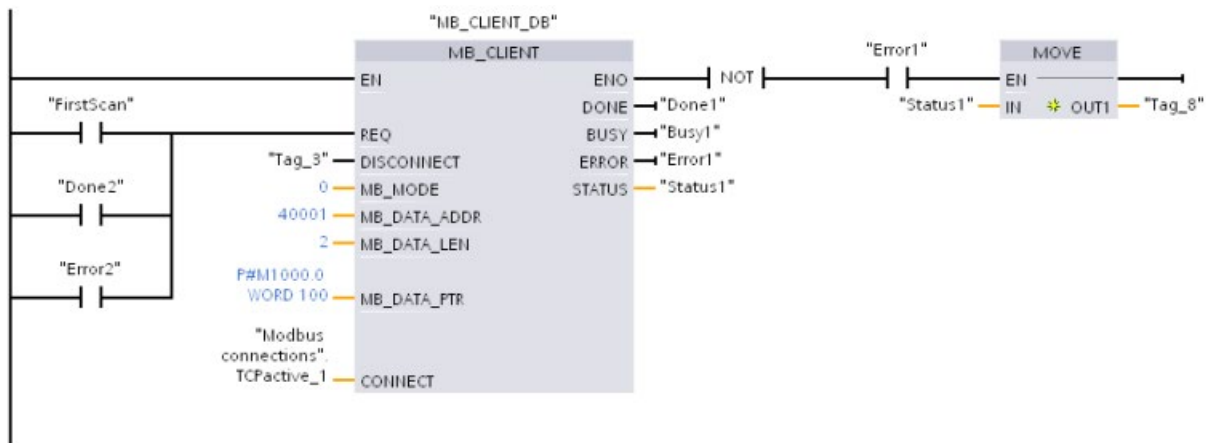 "MB_CLIENT_DB"
MB_CLIENT
"Error1"
MOVE
EN
ENO
NOT
EN
"FirstScan"
DONE
"Done1"
"Status1"
IN
OUT1
"Tag_8"
REQ
BUSY
"Busy1"
"Tag_3"
DISCONNECT
ERROR
"Error1"
"Done2"
0
MB_MODE
STATUS
"Status1"
40001
MB_DATA_ADDR
2
MB_DATA_LEN
"Error2"
P#M1000.0
WORD 100
MB_DATA_PTR
"Modbus
connections".
TCPactive_1
CONNECT